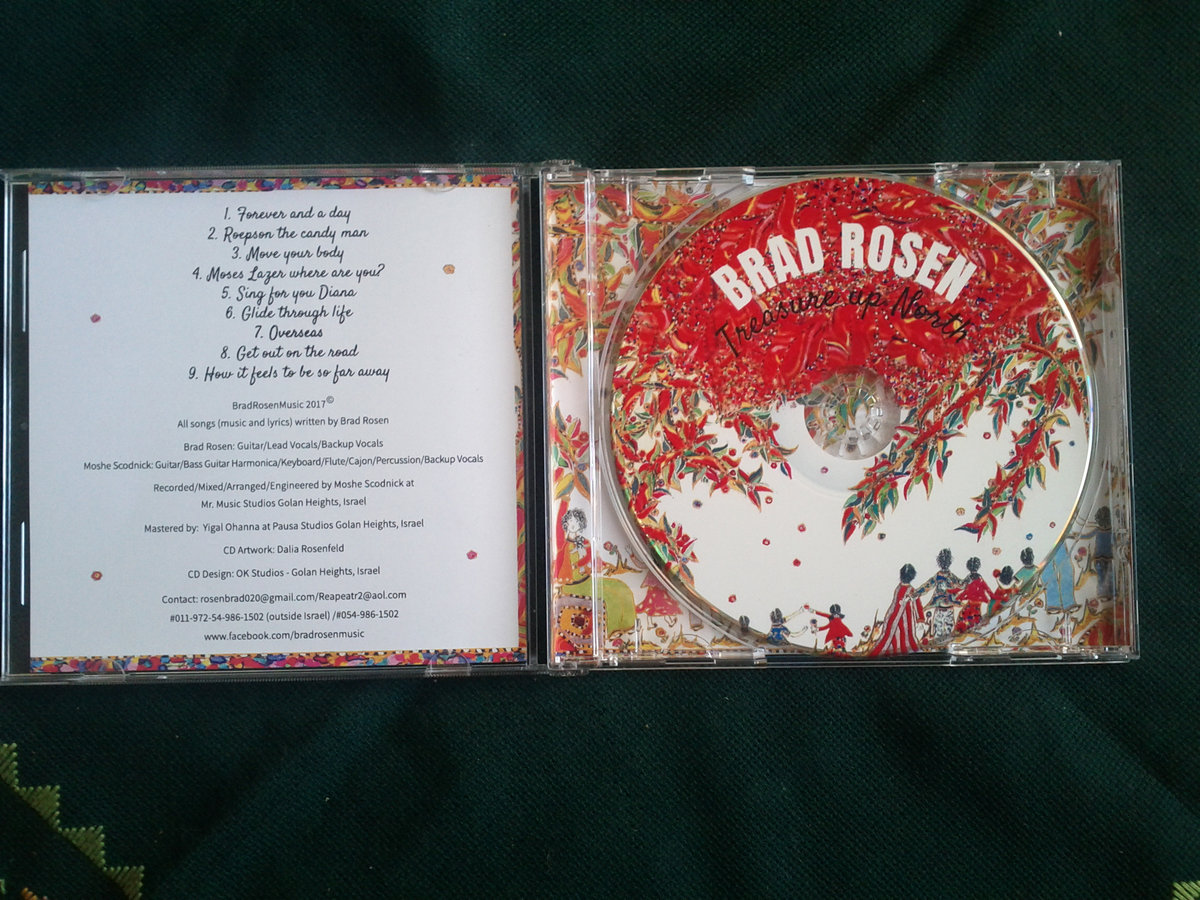 1. Forever and a day
2. Roepson the candy man
3. Move your body
4. Moses Lazer where are you?
5. Sing for you Diana
6. Glide through life
7. Overseas
8. Get out on the road
9. How it feels to be so far away
BradRosenMusic 2017©
All songs (music and lyrics) written by Brad Rosen
Brad Rosen: Guitar/Lead Vocals/Backup Vocals
Moshe Scodnick: Guitar/Bass Guitar Harmonica/Keyboard/Flute/Cajon/Percussion/Backup Vocals
Recorded/Mixed/Arranged/Engineered by Moshe Scodnick at
Mr. Music Studios Golan Heights, Israel
Mastered by: Yigal Ohanna at Pausa Studios Golan Heights, Israel
CD Artwork: Dalia Rosenfeld
CD Design: OK Studios - Golan Heights, Israel
Contact: rosenbrad020@gmail.com/Reapeatr2@aol.com
#011-972-54-986-1502 (outside Israel) /#054-986-1502
www.facebook.com/bradrosenmusic
BRAD ROSEN
Treasure up North